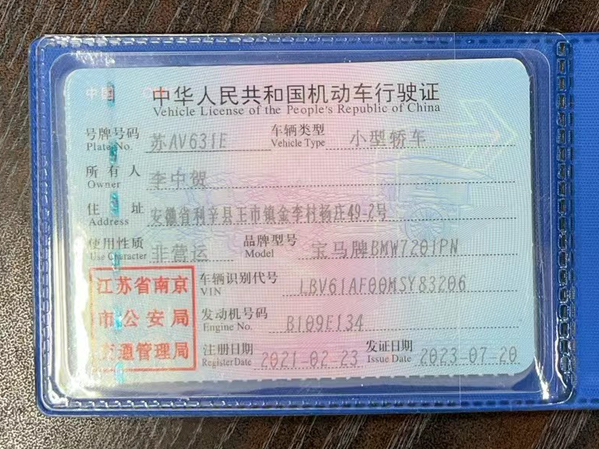 中华人民共和国机动车行驶证
Vehicle License of the People's Republic of China
号牌号码 苏AV631E 车辆类型 小型轿车
Plate No. Vehicle Type
所有人 李中贺
Owner
住址 安徽省利辛县王市镇金李村杨庄49-2号
Address
使用性质 非营运 品牌型号 宝马牌BMW7201PN
Use Character Model
江苏省南京
市公安局
交通管理局
车辆识别代号 LBV61AF00MSY83206
VIN
发动机号码 B109E134
Engine No.
注册日期 2021-02-23 发证日期 2023-07-20
Register Date Issue Date